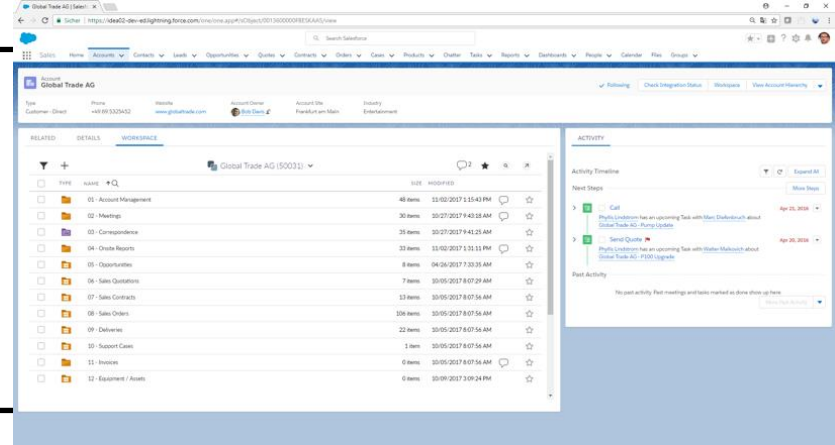 Global Trade AG | Sales
Sicher https://idea02-dev-ed.lightning.force.com/one/one.app#/sObject/
Search Salesforce
Sales Home Accounts Contacts Leads Opportunities Quotes Contracts Orders Cases Products Chatter Tasks Reports Dashboards People Calendar Files Groups
Account
Global Trade AG
Following Check Integration Status Workspace View Account Hierarchy
Type Phone Website Account Owner Account Site Industry
Customer - Direct +49 69 5325452 www.globaltrade.com Bob Davis Frankfurt am Main Entertainment
RELATED DETAILS WORKSPACE
Global Trade AG (50031)
2
TYPE NAME SIZE MODIFIED
01 - Account Management 48 items 11/02/2017 1:15:43 PM
02 - Meetings 30 items 10/27/2017 9:43:18 AM
03 - Correspondence 35 items 10/27/2017 9:41:25 AM
04 - Onsite Reports 33 items 11/02/2017 1:31:11 PM
05 - Opportunities 8 items 04/26/2017 7:33:35 AM
06 - Sales Quotations 7 items 10/05/2017 8:07:29 AM
07 - Sales Contracts 13 items 10/05/2017 8:07:56 AM
08 - Sales Orders 106 items 10/05/2017 8:07:56 AM
09 - Deliveries 22 items 10/05/2017 8:07:56 AM
10 - Support Cases 1 item 10/05/2017 8:07:56 AM
11 - Invoices 0 items 10/05/2017 8:07:56 AM
12 - Equipment / Assets 0 items 10/09/2017 3:09:24 PM
ACTIVITY
Activity Timeline
Expand All
Next Steps
More Steps
Call
Apr 21, 2016
Phyllis Lindstrom has an upcoming Task with Marc Diefenbruch about
Global Trade AG - Pump Update
Send Quote
Apr 20, 2016
Phyllis Lindstrom has an upcoming Task with Walter Malkovich about
Global Trade AG - P100 Upgrade
Past Activity
No past activity. Past meetings and tasks marked as done show up here.
More Past Activity